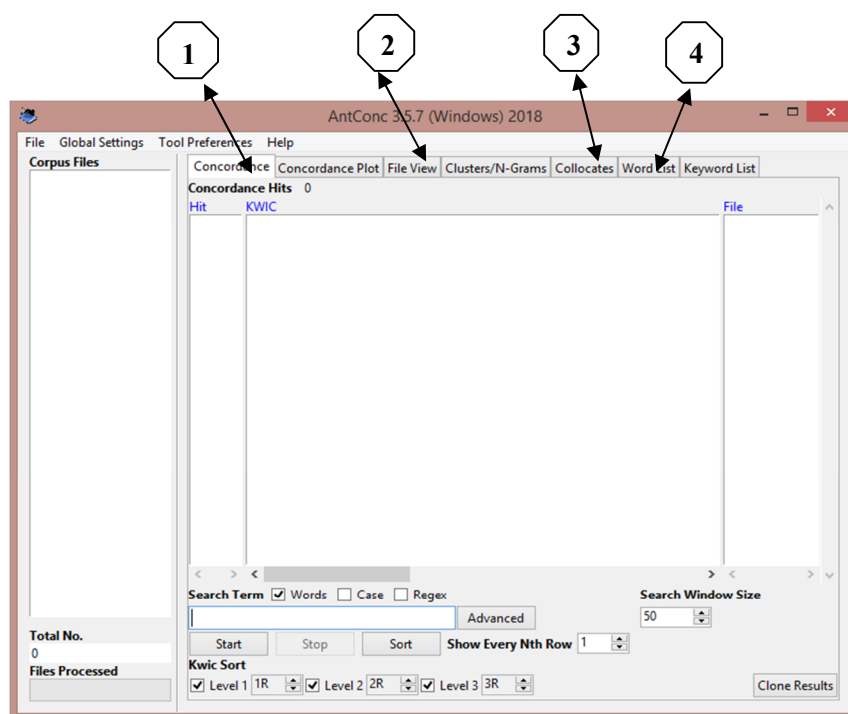 1 2 3 4
AntConc 3.5.7 (Windows) 2018
File Global Settings Tool Preferences Help
Corpus Files
Concordance Concordance Plot File View Clusters/N-Grams Collocates Word List Keyword List
Concordance Hits 0
Hit KWIC File
Search Term Words Case Regex Search Window Size
Advanced 50
Total No.
0
Start Stop Sort Show Every Nth Row 1
Files Processed
Kwic Sort
Level 1 1R Level 2 2R Level 3 3R Clone Results